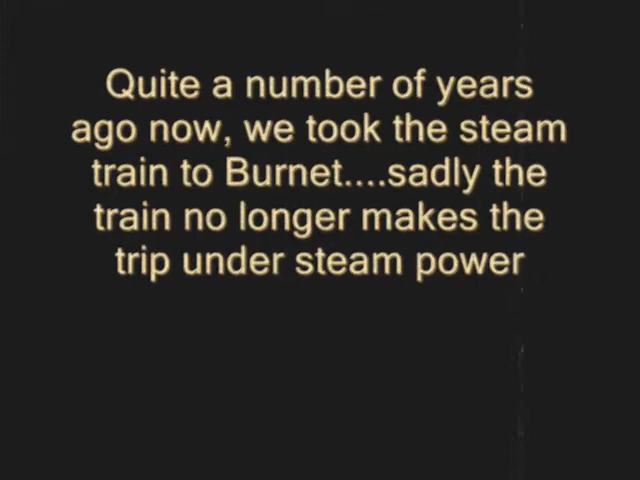 Quite a number of years
ago now, we took the steam
train to Burnet....sadly the
train no longer makes the
trip under steam power